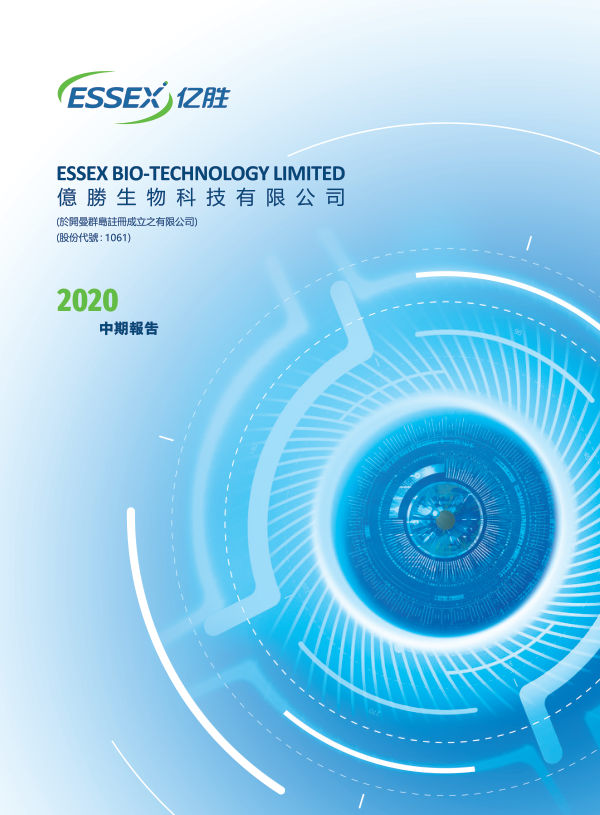 ESSEX 亿胜
ESSEX BIO-TECHNOLOGY LIMITED
億勝生物科技有限公司
(於開曼群島註冊成立之有限公司)
(股份代號 : 1061)
2020
中期報告
270